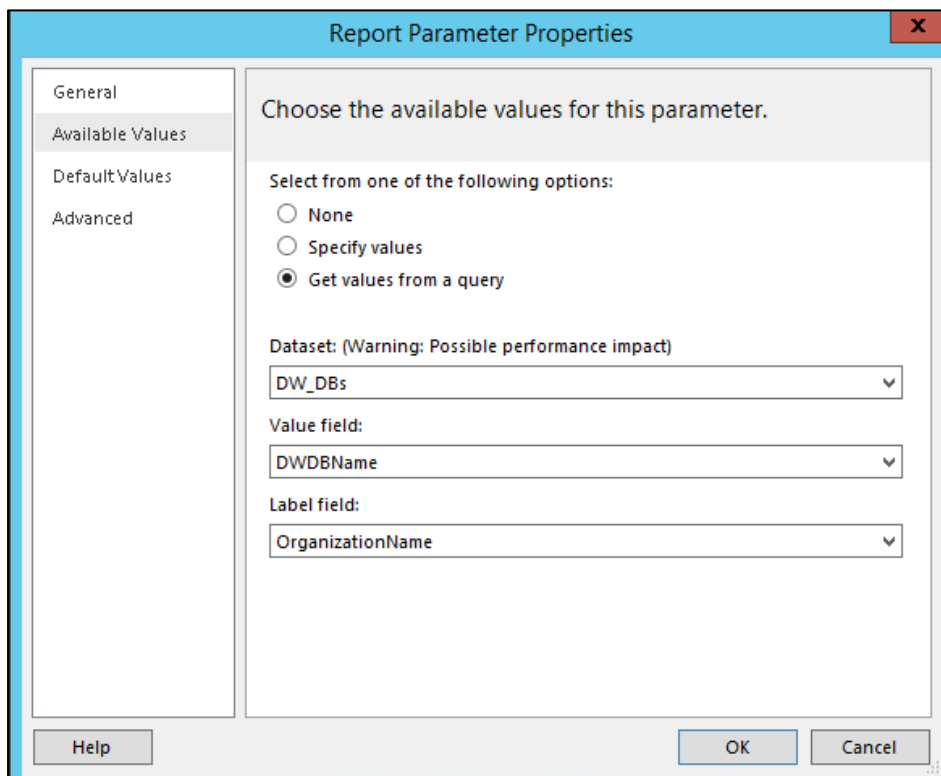 Report Parameter Properties
x
General
Available Values
Default Values
Advanced
Choose the available values for this parameter.
Select from one of the following options:
None
Specify values
Get values from a query
Dataset: (Warning: Possible performance impact)
DW_DBs
Value field:
DWDBName
Label field:
OrganizationName
Help
OK
Cancel